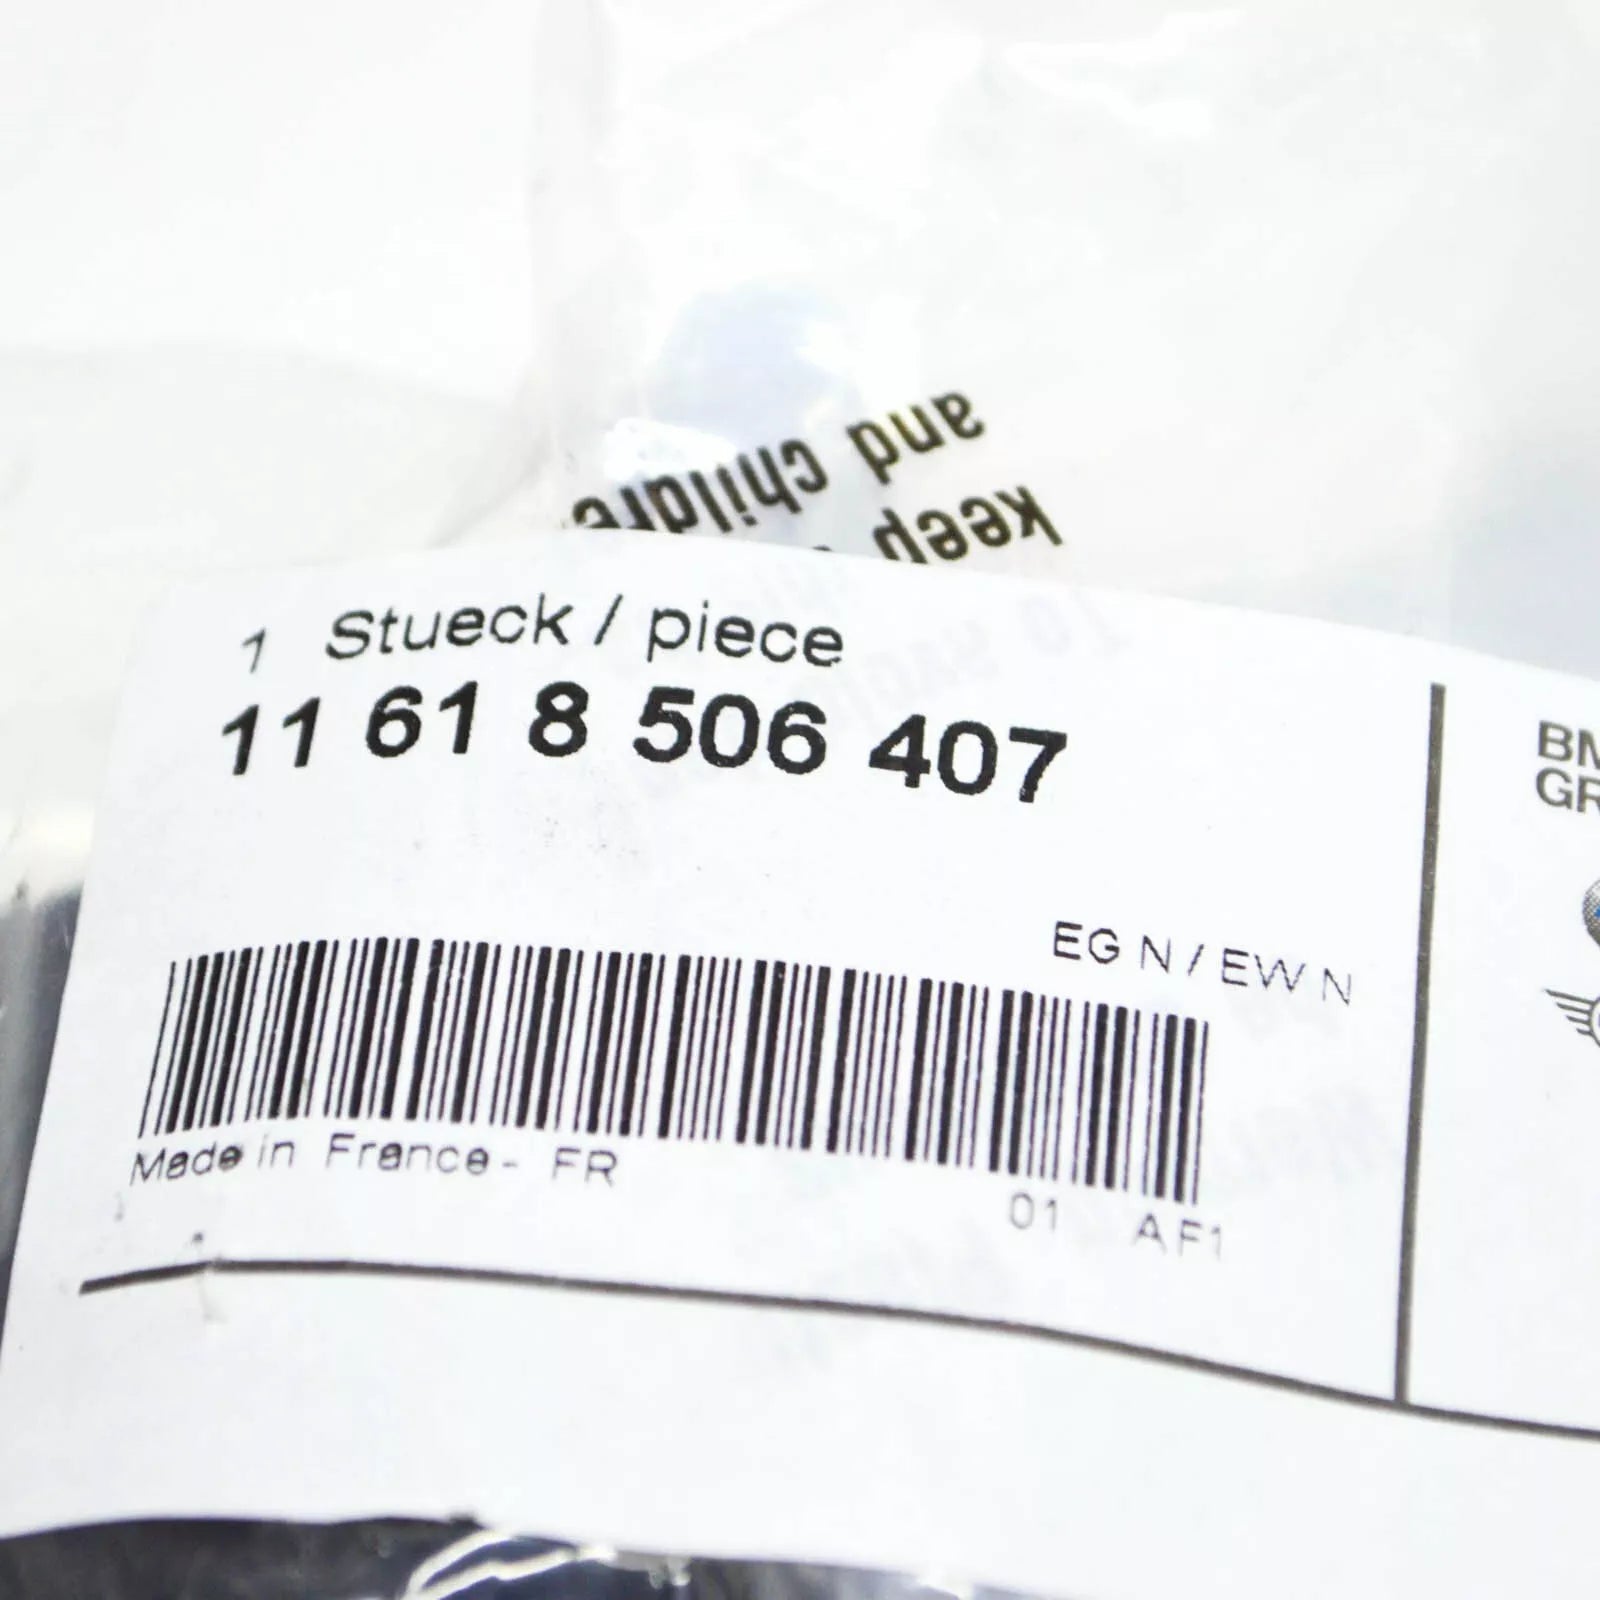 and childre
keep
1 Stueck / piece
11 61 8 506 407
BM
GR
EG N / EW N
Made in France - FR
01 AF1